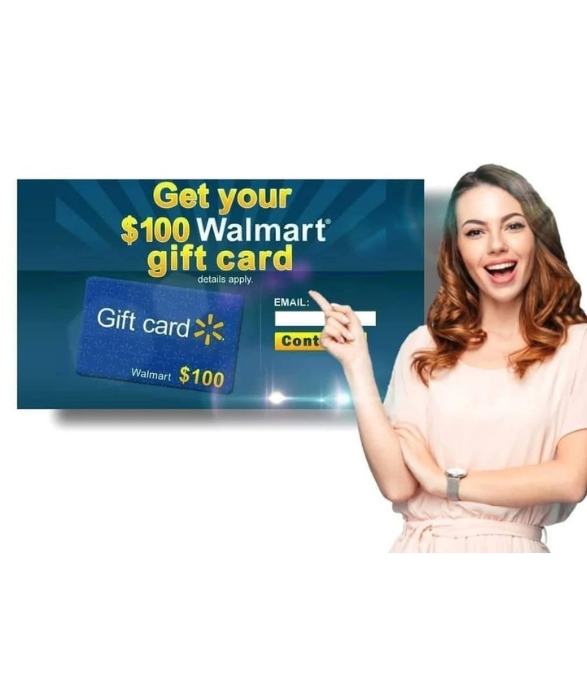 Get your
$100 Walmart®
gift card
details apply.
EMAIL:
Gift card
Cont
Walmart $100